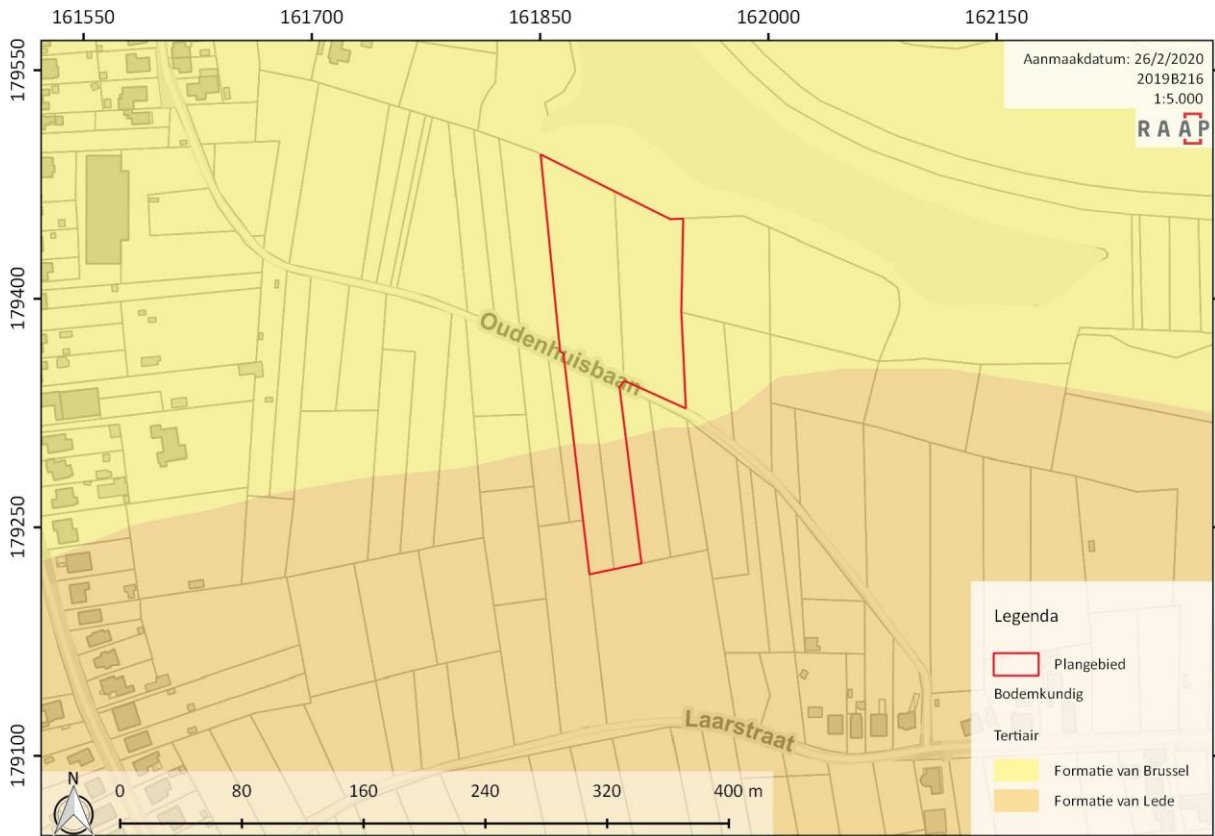 161550 161700 161850 162000 162150
179550
179400
179250
179100
Aanmaakdatum: 26/2/2020
2019B216
1:5.000
RAAP
Oudenhuisbaan
Laarstraat
Legenda
Plangebied
Bodemkundig
Tertiair
Formatie van Brussel
Formatie van Lede
N
0 80 160 240 320 400 m